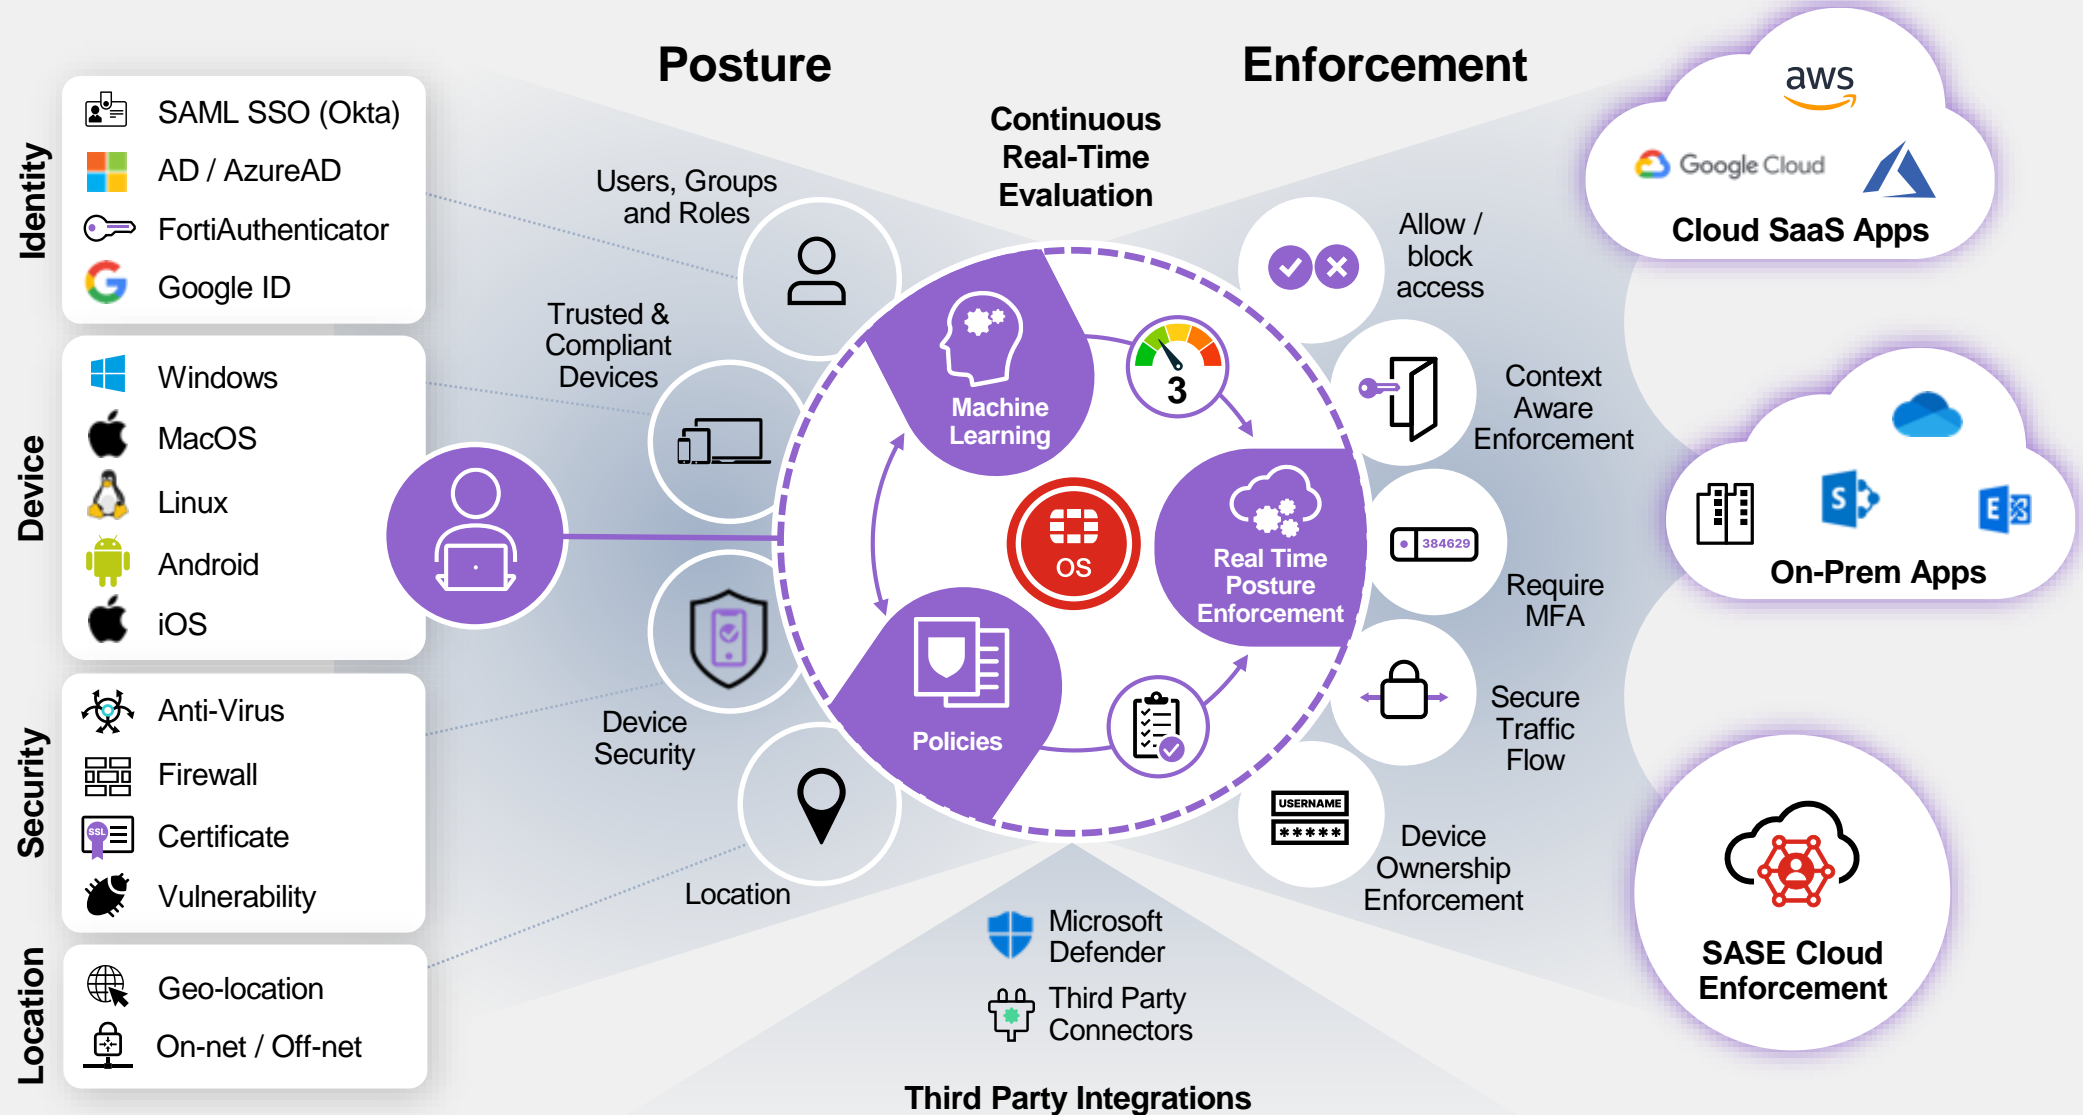 Posture
Enforcement
Continuous
Real-Time
Evaluation
Identity
SAML SSO (Okta)
AD / AzureAD
FortiAuthenticator
Google ID
Device
Windows
MacOS
Linux
Android
iOS
Security
Anti-Virus
Firewall
SSL
Certificate
Vulnerability
Location
Geo-location
On-net / Off-net
Users, Groups
and Roles
Trusted &
Compliant
Devices
Device
Security
Location
Machine
Learning
3
OS
Real Time
Posture
Enforcement
Policies
Allow /
block
access
Context
Aware
Enforcement
384629
Require
MFA
Secure
Traffic
Flow
USERNAME
*****
Device
Ownership
Enforcement
Microsoft
Defender
Third Party
Connectors
Third Party Integrations
aws
Google Cloud
Cloud SaaS Apps
S
E
On-Prem Apps
SASE Cloud
Enforcement